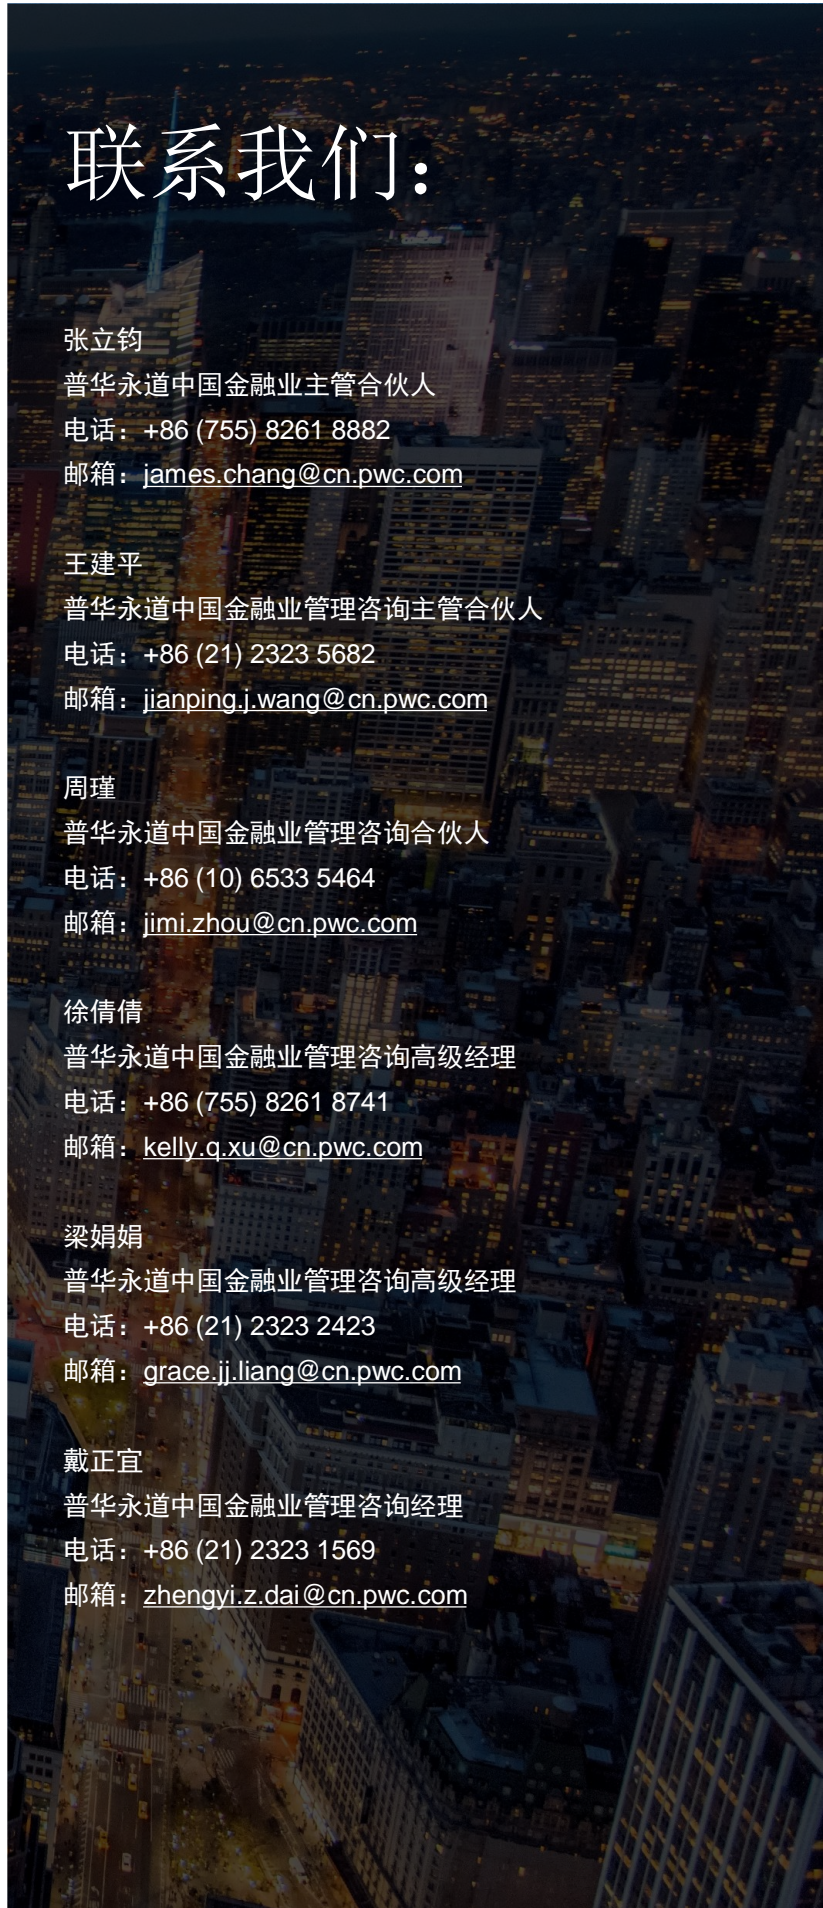 联系我们：
张立钧
普华永道中国金融业主管合伙人
电话：+86 (755) 8261 8882
邮箱：james.chang@cn.pwc.com
王建平
普华永道中国金融业管理咨询主管合伙人
电话：+86 (21) 2323 5682
邮箱：jianping.j.wang@cn.pwc.com
周瑾
普华永道中国金融业管理咨询合伙人
电话：+86 (10) 6533 5464
邮箱：jimi.zhou@cn.pwc.com
徐倩倩
普华永道中国金融业管理咨询高级经理
电话：+86 (755) 8261 8741
邮箱：kelly.q.xu@cn.pwc.com
梁娟娟
普华永道中国金融业管理咨询高级经理
电话：+86 (21) 2323 2423
邮箱：grace.jj.liang@cn.pwc.com
戴正宜
普华永道中国金融业管理咨询经理
电话：+86 (21) 2323 1569
邮箱：zhengyi.z.dai@cn.pwc.com